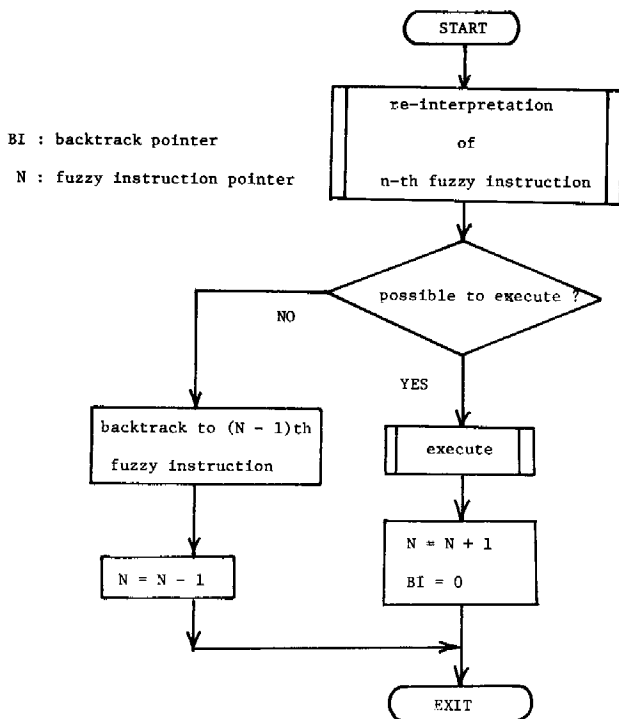 START
re-interpretation
of
n-th fuzzy instruction
BI : backtrack pointer
N : fuzzy instruction pointer
possible to execute ?
NO
YES
backtrack to (N - 1)th
fuzzy instruction
execute
N = N + 1
BI = 0
N = N - 1
EXIT